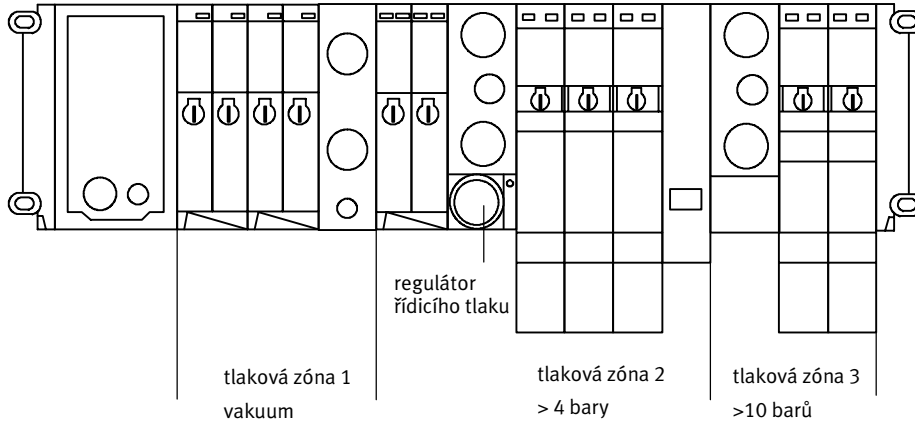 regulátor
řídicího tlaku
tlaková zóna 1
vakuum
tlaková zóna 2
> 4 bary
tlaková zóna 3
>10 barů